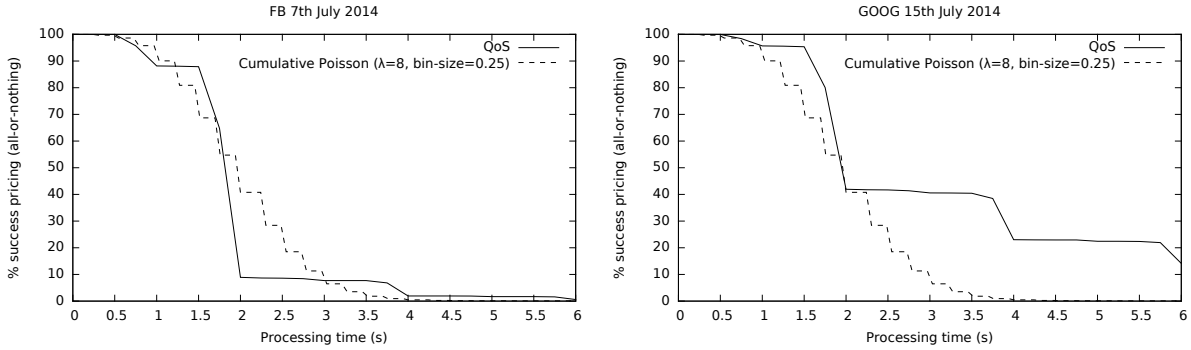 FB 7th July 2014
% success pricing (all-or-nothing)
100
90
80
70
60
50
40
30
20
10
0
QoS
Cumulative Poisson (λ=8, bin-size=0.25)
0 0.5 1 1.5 2 2.5 3 3.5 4 4.5 5 5.5 6
Processing time (s)
GOOG 15th July 2014
% success pricing (all-or-nothing)
100
90
80
70
60
50
40
30
20
10
0
QoS
Cumulative Poisson (λ=8, bin-size=0.25)
0 0.5 1 1.5 2 2.5 3 3.5 4 4.5 5 5.5 6
Processing time (s)